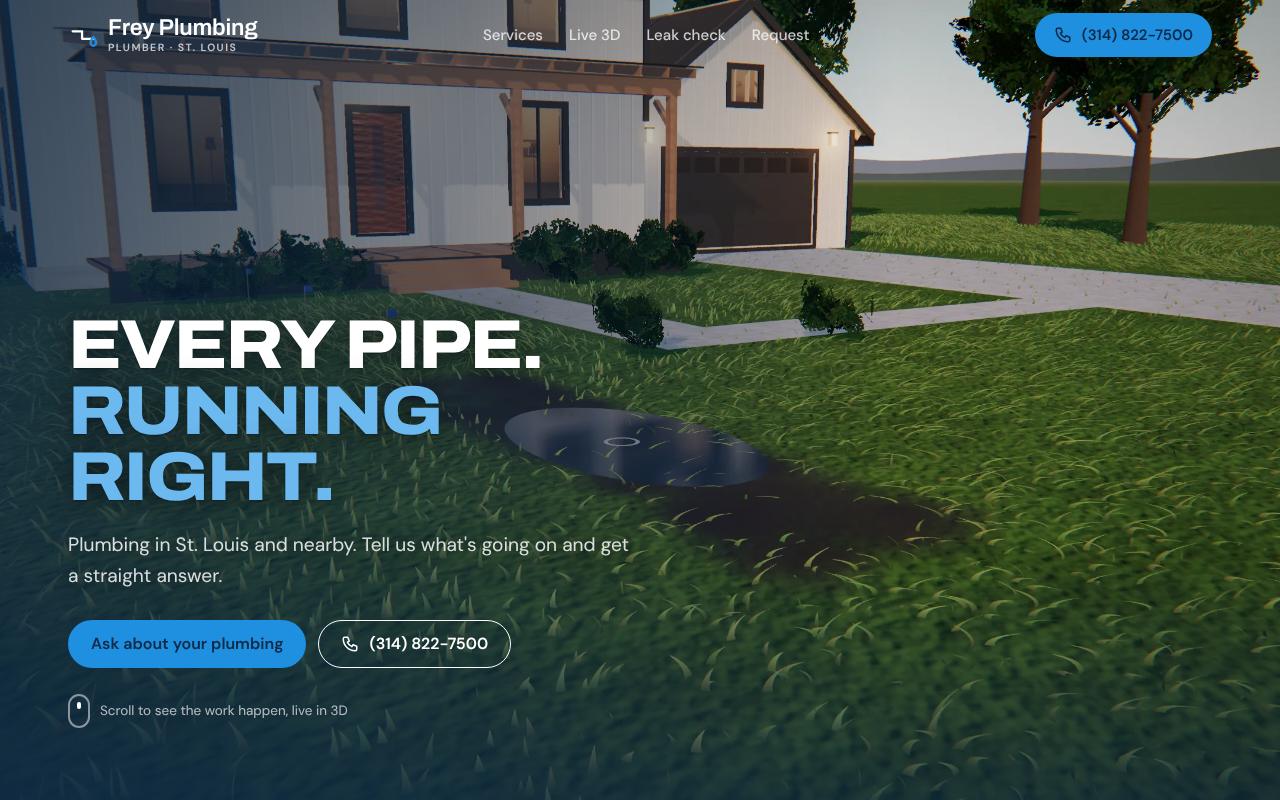 Frey Plumbing
PLUMBER · ST. LOUIS
Services
Live 3D
Leak check
Request
(314) 822-7500
EVERY PIPE.
RUNNING
RIGHT.
Plumbing in St. Louis and nearby. Tell us what's going on and get
a straight answer.
Ask about your plumbing
(314) 822-7500
Scroll to see the work happen, live in 3D